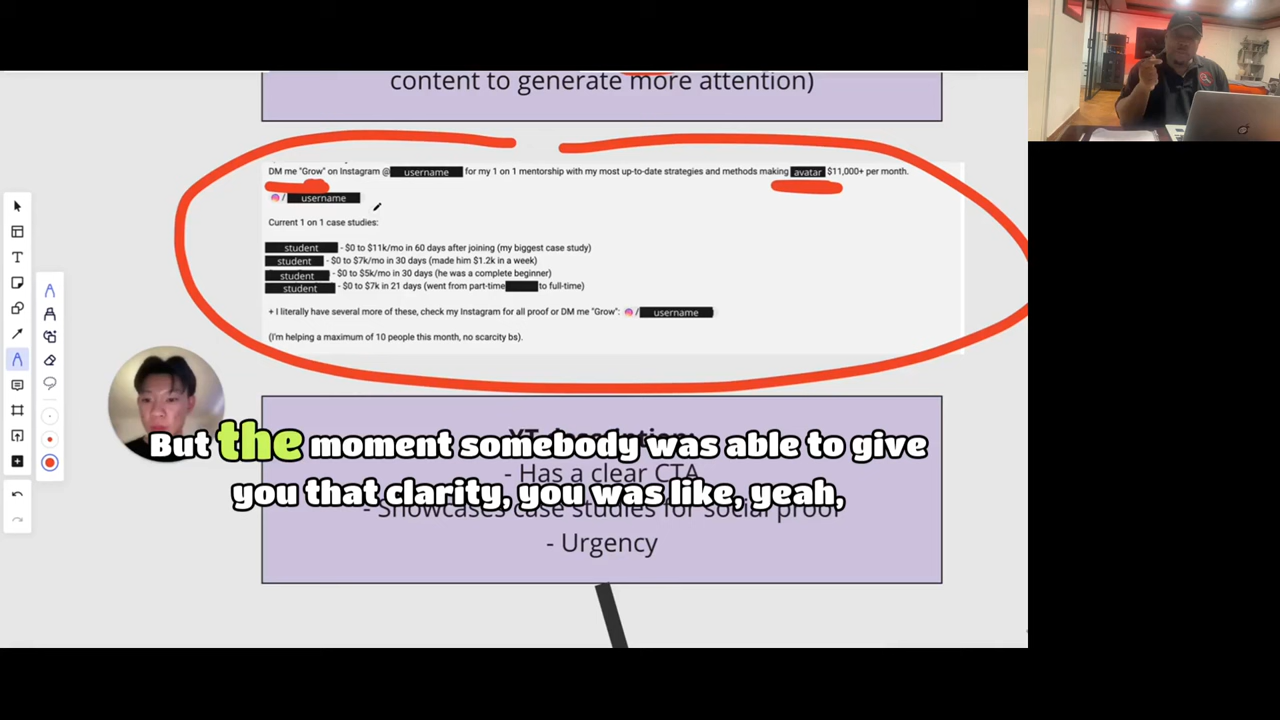 content to generate more attention)
DM me "Grow" on Instagram @ username for my 1 on 1 mentorship with my most up-to-date strategies and methods making avatar $11,000+ per month.
/ username
Current 1 on 1 case studies:
student - $0 to $11k/mo in 60 days after joining (my biggest case study)
student - $0 to $7k/mo in 30 days (made him $1.2k in a week)
student - $0 to $5k/mo in 30 days (he was a complete beginner)
student - $0 to $7k in 21 days (went from part-time to full-time)
+ I literally have several more of these, check my Instagram for all proof or DM me "Grow": / username
(I'm helping a maximum of 10 people this month, no scarcity bs).
But the moment somebody was able to give
you that clarity, you was like, yeah,
- Has a clear CTA
- Showcases case studies for social proof
- Urgency